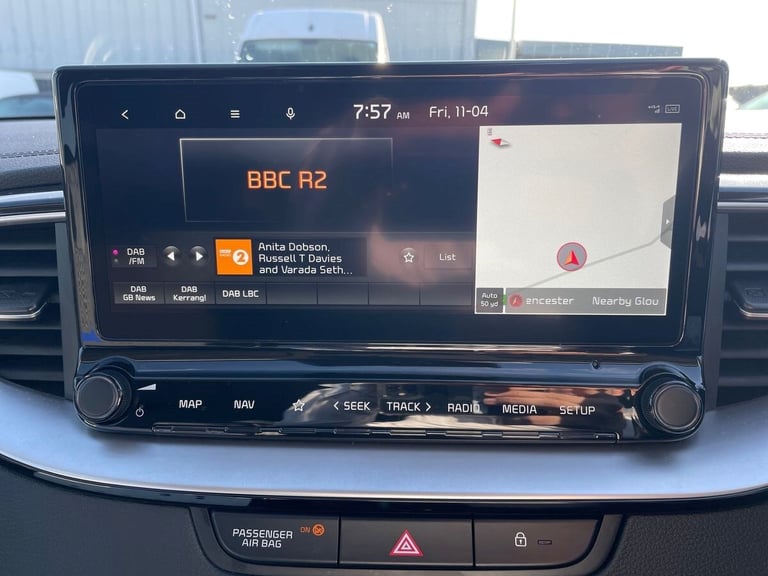 7:57 AM Fri, 11-04
BBC R2
DAB
/FM
2
Anita Dobson,
Russell T Davies
and Varada Seth...
List
DAB
GB News
DAB
Kerrang!
DAB LBC
Auto
50 yd
encester Nearby Glou
MAP NAV SEEK TRACK RADIO MEDIA SETUP
PASSENGER
AIR BAG
ON